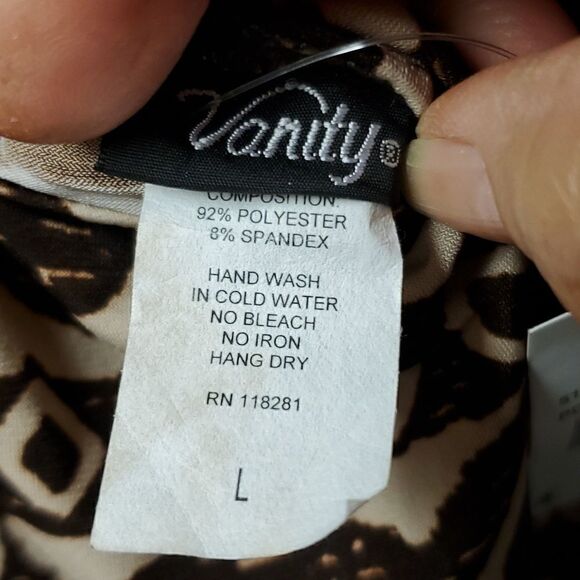 Vanity®
COMPOSITION:
92% POLYESTER
8% SPANDEX
HAND WASH
IN COLD WATER
NO BLEACH
NO IRON
HANG DRY
RN 118281
L